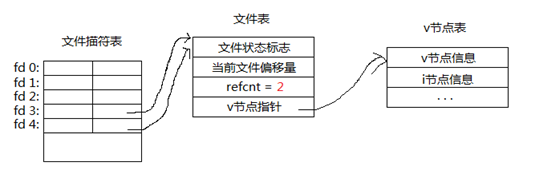 文件描述符表
fd 0:
fd 1:
fd 2:
fd 3:
fd 4:
文件表
文件状态标志
当前文件偏移量
refcnt = 2
v节点指针
v节点表
v节点信息
i节点信息
...